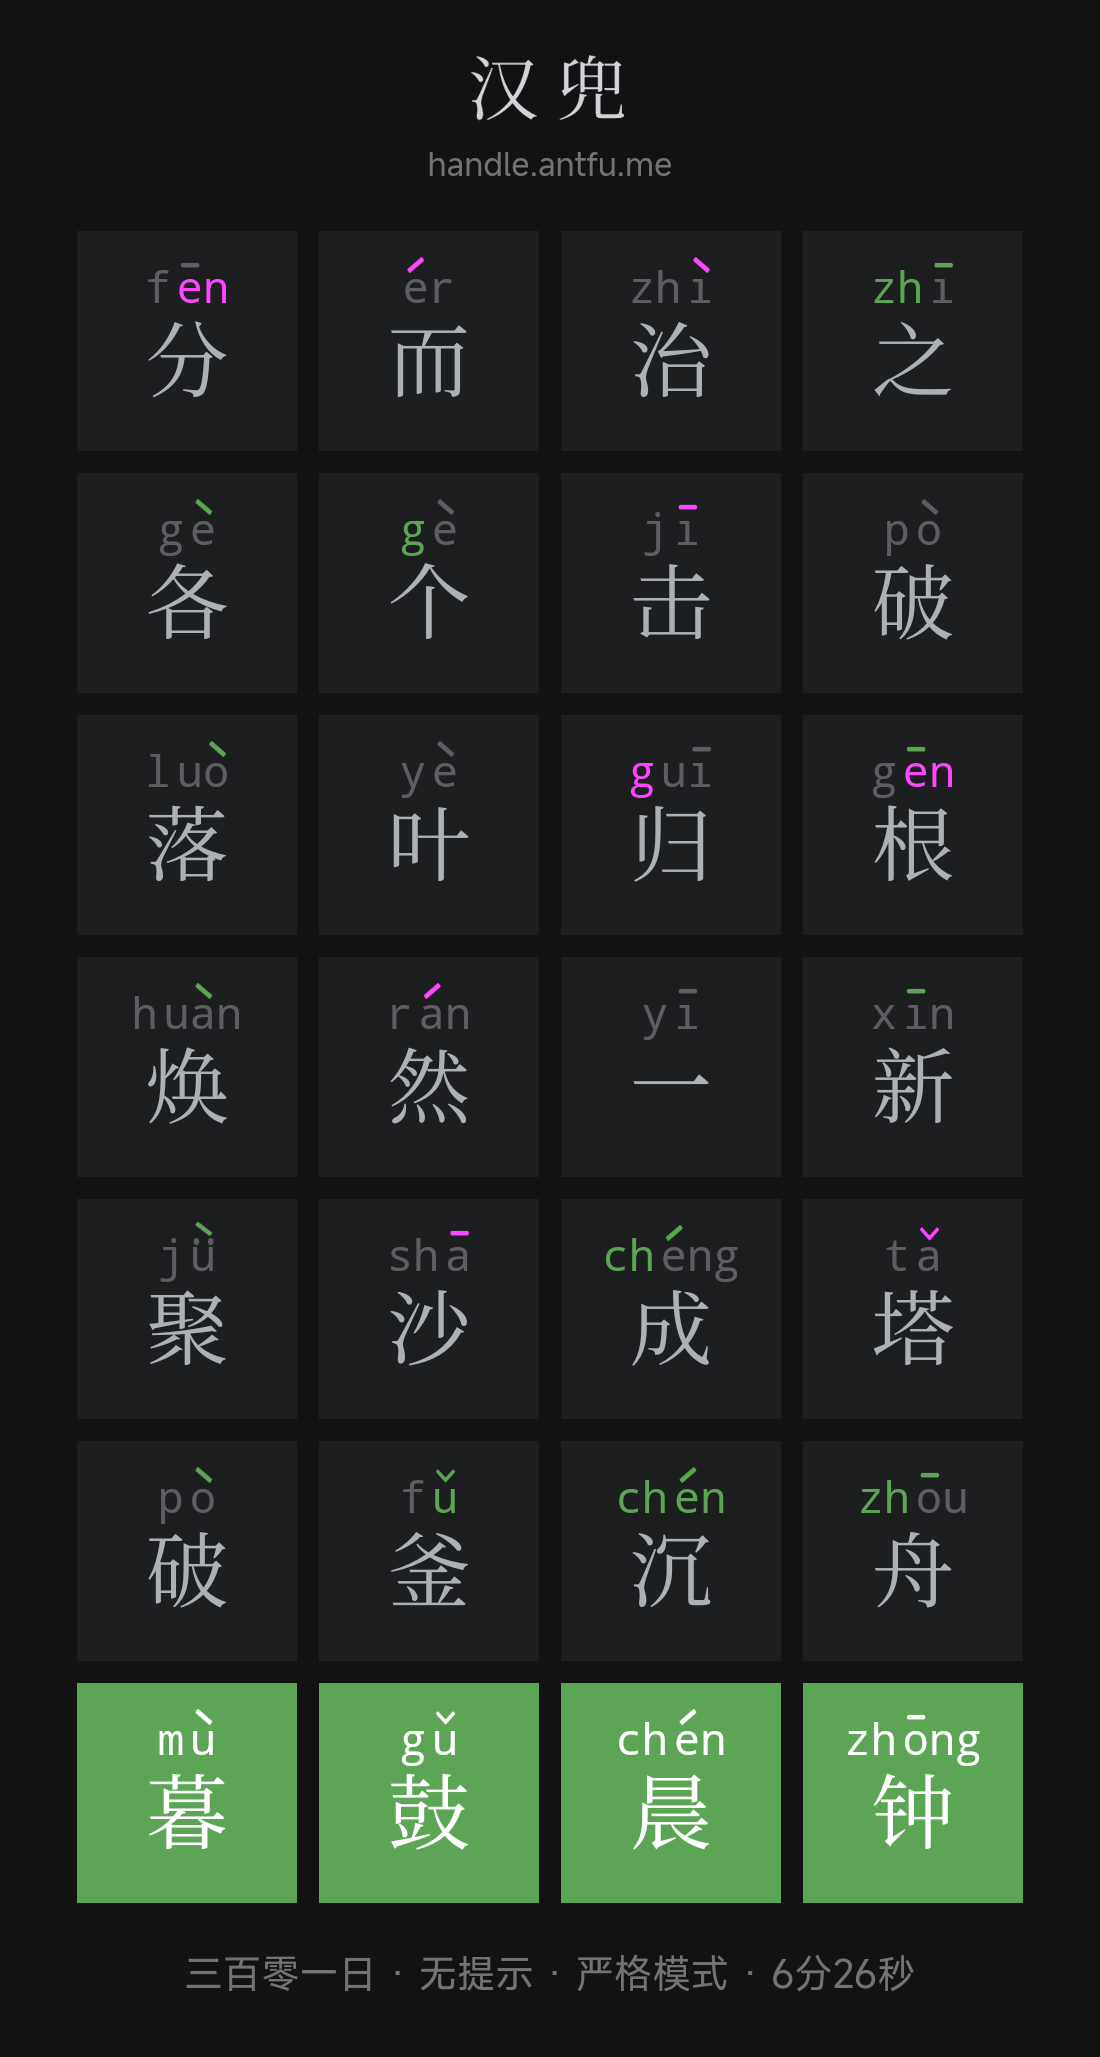 汉兜
handle.antfu.me
fēn ér zhì zhī
分 而 治 之
gè gè jī pò
各 个 击 破
luò yè guī gēn
落 叶 归 根
huàn rán yī xīn
焕 然 一 新
jǜ shā chéng tǎ
聚 沙 成 塔
pò fǔ chén zhōu
破 釜 沉 舟
mù gǔ chén zhōng
暮 鼓 晨 钟
三百零一日 · 无提示 · 严格模式 · 6分26秒